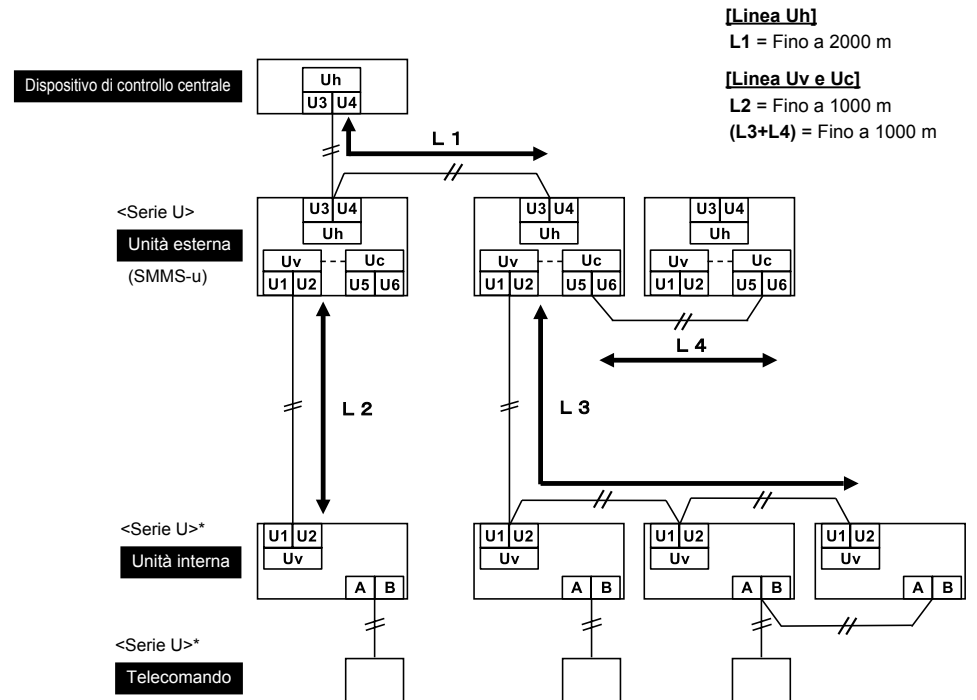 [Linea Uh]
L1 = Fino a 2000 m
[Linea Uv e Uc]
L2 = Fino a 1000 m
(L3+L4) = Fino a 1000 m
Dispositivo di controllo centrale
Uh
U3 U4
L 1
<Serie U>
Unità esterna
(SMMS-u)
U3 U4
Uh
Uv Uc
U1 U2 U5 U6
U3 U4
Uh
Uv Uc
U1 U2 U5 U6
U3 U4
Uh
Uv Uc
U1 U2 U5 U6
L 4
L 2
L 3
<Serie U>*
Unità interna
U1 U2
Uv
A B
U1 U2
Uv
A B
U1 U2
Uv
A B
U1 U2
Uv
A B
<Serie U>*
Telecomando